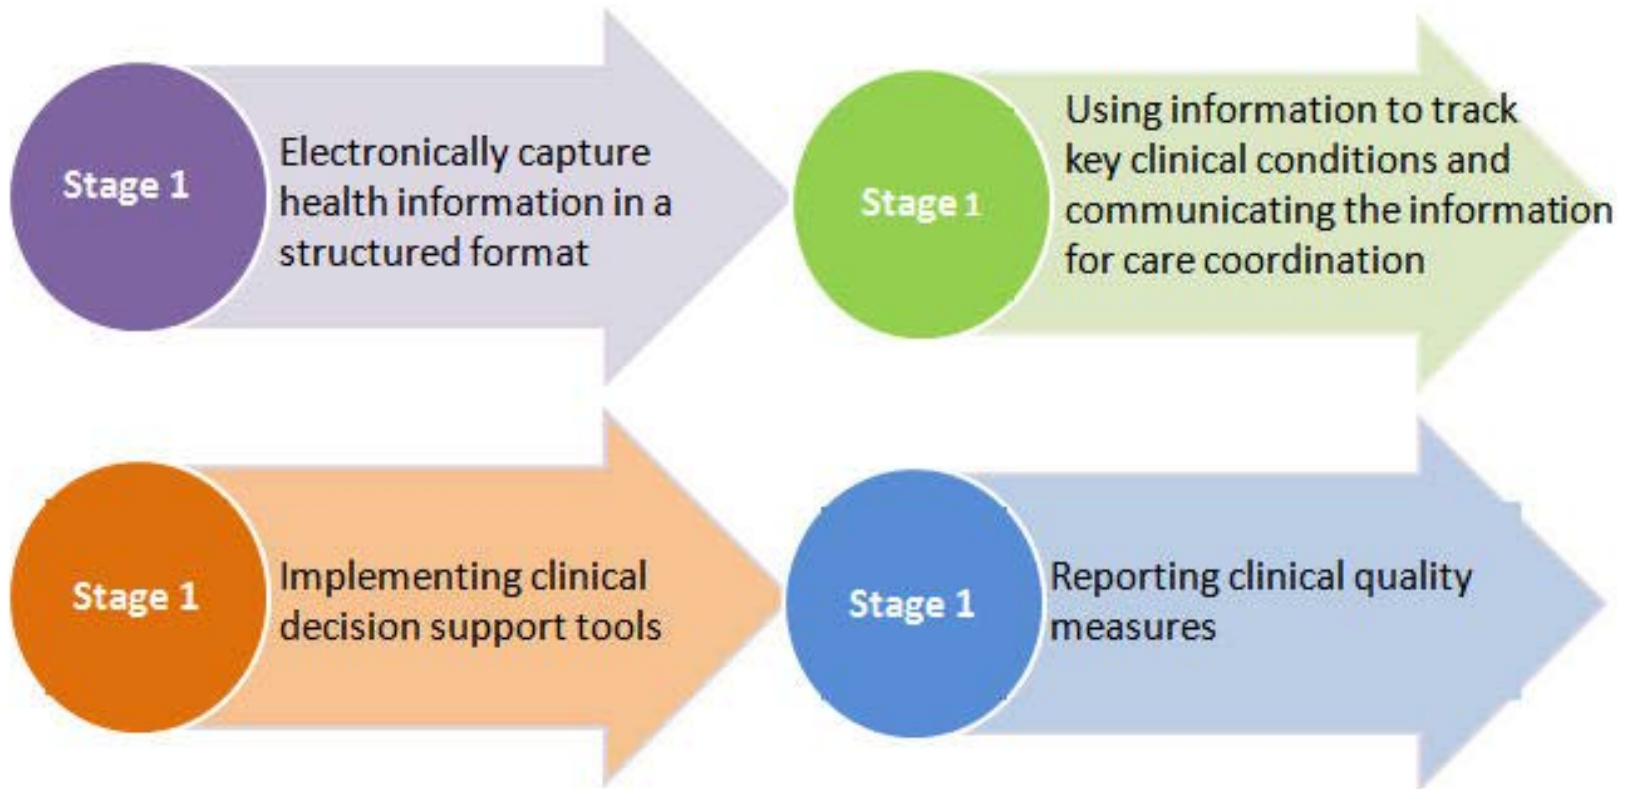 Stage 1
Electronically capture
health information in a
structured format
Stage 1
Using information to track
key clinical conditions and
communicating the information
for care coordination
Stage 1
Implementing clinical
decision support tools
Stage 1
Reporting clinical quality
measures